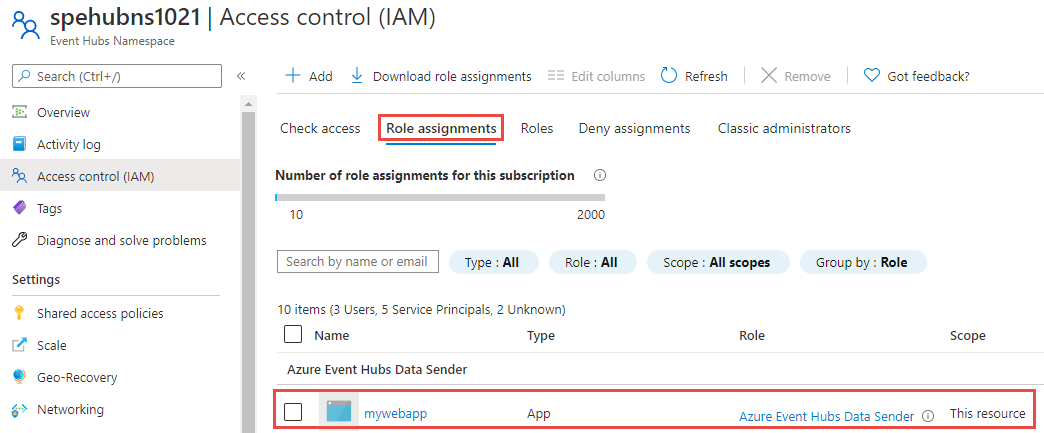 spehubns1021 | Access control (IAM)
Event Hubs Namespace
Search (Ctrl+/)
«
Overview
Activity log
Access control (IAM)
Tags
Diagnose and solve problems
Settings
Shared access policies
Scale
Geo-Recovery
Networking
Add Download role assignments Edit columns Refresh Remove Got feedback?
Check access Role assignments Roles Deny assignments Classic administrators
Number of role assignments for this subscription
10 2000
Search by name or email Type : All Role : All Scope : All scopes Group by : Role
10 items (3 Users, 5 Service Principals, 2 Unknown)
Name Type Role Scope
Azure Event Hubs Data Sender
mywebapp App Azure Event Hubs Data Sender This resource